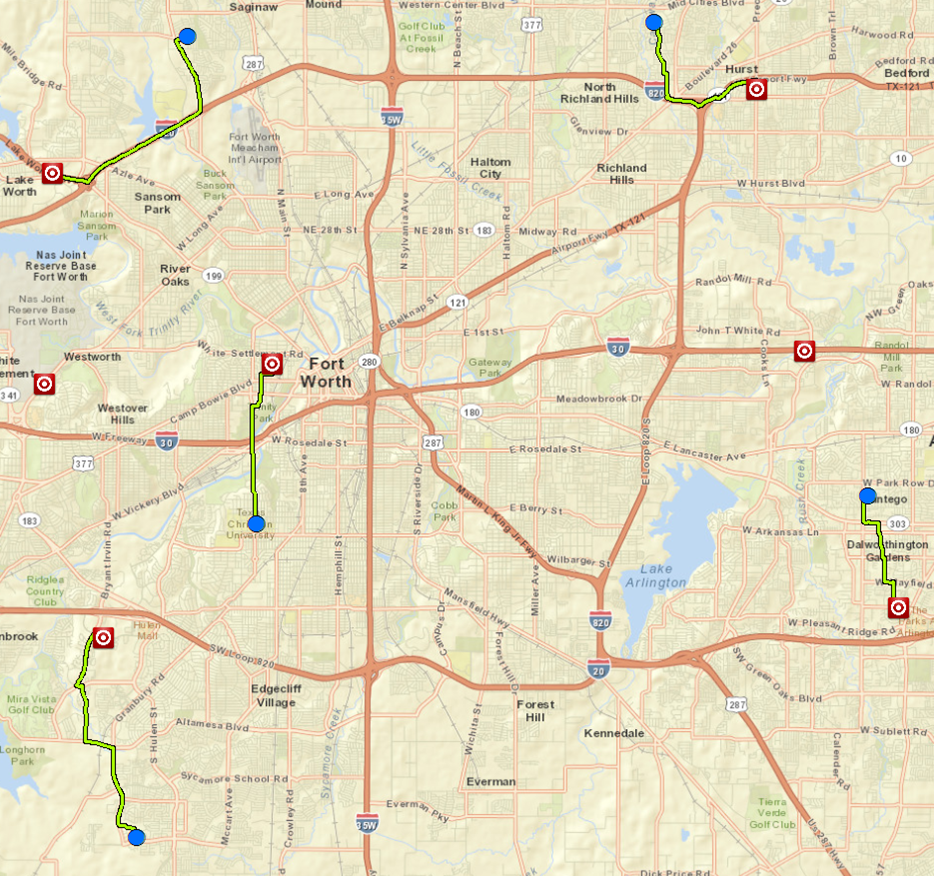 Saginaw
Mound
Western Center Blvd
Mid Cities Blvd
Golf Club
At Fossil
Creek
N Beach St
377
Harwood Rd
Brown Trl
Mile Bridge Rd
287
Boulevard 26
Hurst
Bedford Rd
Bedford
TX-121
North
Richland Hills
820
35W
Glenview Dr
Fort Worth
Meacham
Int'l Airport
Little Fossil Creek
Haltom
City
Richland
Hills
10
Lake
Worth
Azle Ave
Buck
Sansom
Park
Sansom
Park
N Main St
E Long Ave
W Hurst Blvd
Marion
Sansom
Park
W Long Ave
N Sylvania Ave
NE 28th St
NE 28th St
183
Haltom Rd
Midway Rd
Airport Fwy
TX-121
Nas Joint
Reserve Base
Fort Worth
River
Oaks
199
Nas Joint
Reserve Base
Fort Worth
West Fork Trinity River
Randol Mill Rd
NW Green
Oaks
121
E Belknap St
E 1st St
John T White Rd
White Settlement Rd
Westworth
Fort
Worth
280
Gateway
Park
30
Cooks Ln
Randol
Mill
Park
W Randol
341
Camp Bowie Blvd
Westover
Hills
Meadowbrook Dr
180
180
W Freeway
30
W Rosedale St
287
E Rosedale St
E Loop 820 S
E Lancaster Ave
377
8th Ave
W Vickery Blvd
S Riverside Dr
Martin L King Jr Fwy
Rush Creek
W Park Row D
183
Texas
Christian
University
Cobb
Park
E Berry St
303
W Arkansas Ln
Bryant Irvin Rd
Hemphill St
Wilbarger St
Dalworthington
Gardens
Ridglea
Country
Club
Lake
Arlington
Miller Ave
Mansfield Hwy
Campus Dr
820
W Pleasant Ridge Rd
Hulen
Mall
Forest Hill Dr
SW Loop 820
20
SW Green Oaks Blvd
Mira Vista
Golf Club
Granbury Rd
Edgecliff
Village
Forest
Hill
287
S Hulen St
Altamesa Blvd
Sycamore Creek
Wichita St
Kennedale
W Sublett Rd
Longhorn
Park
Calender Rd
Sycamore School Rd
Everman
Mccart Ave
Crowley Rd
Everman Pky
35W
Tierra
Verde
Golf Club
Us 287 Hwy
Dick Price Rd